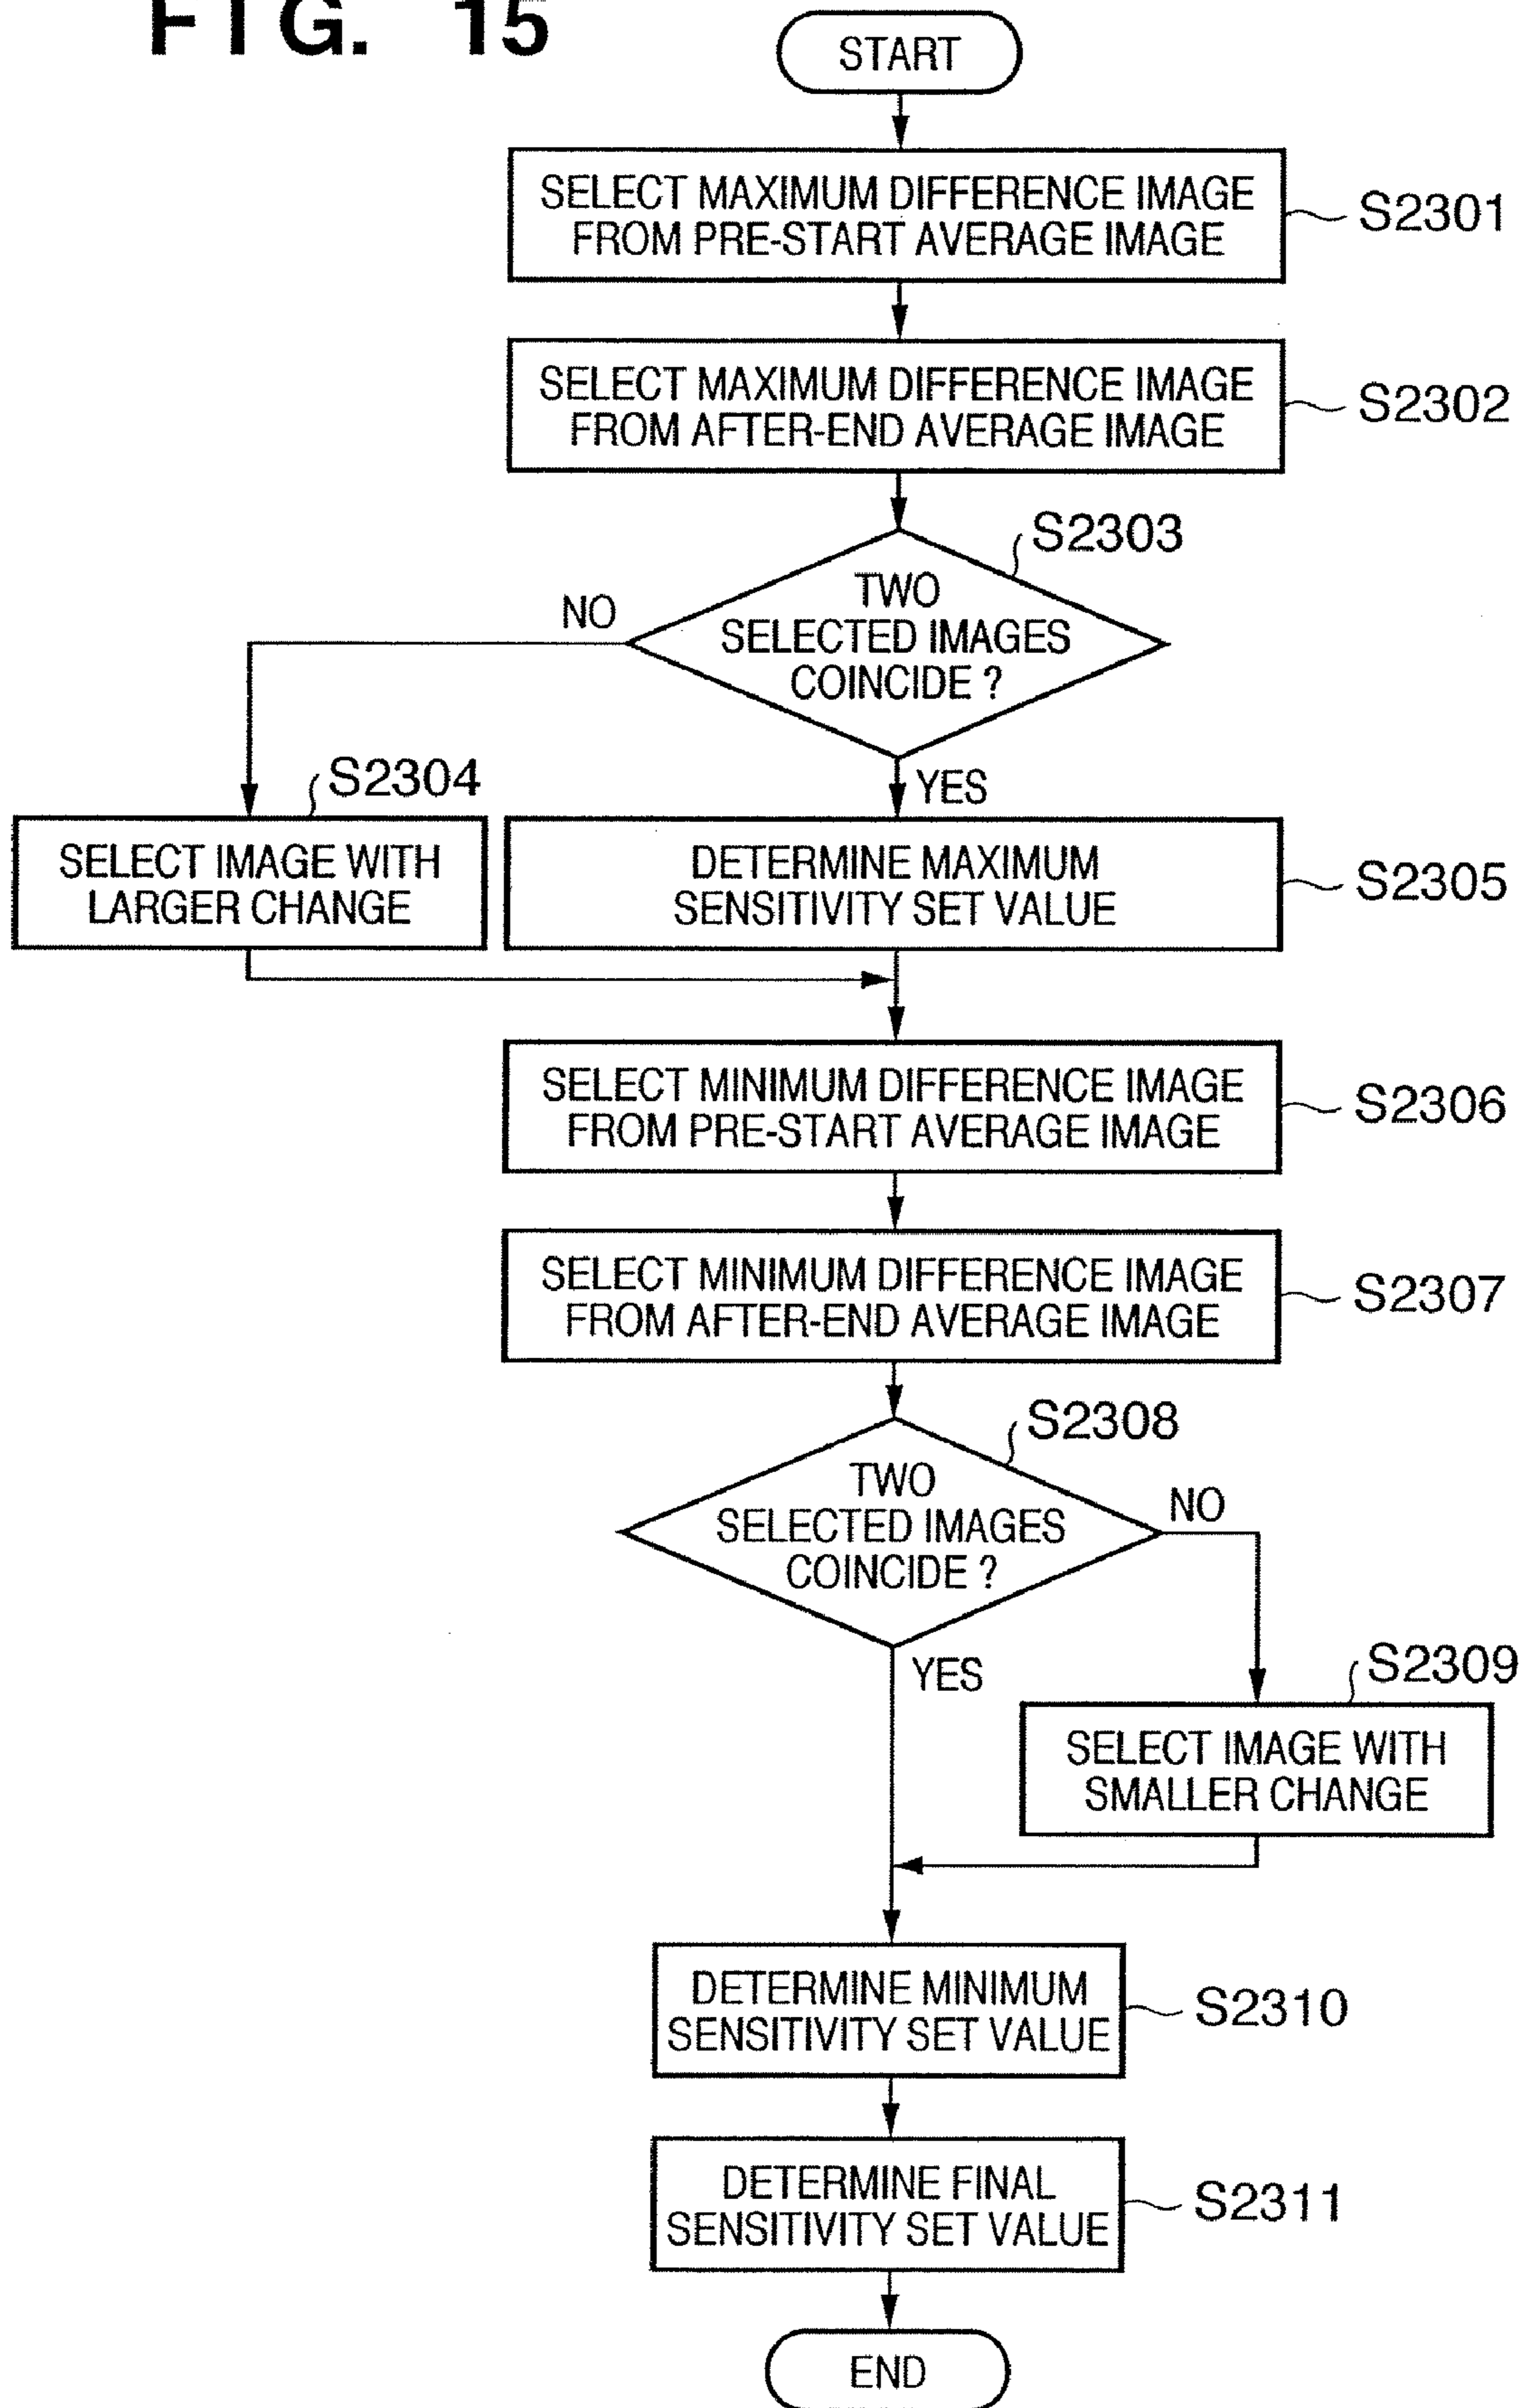 FIG. 15
START
SELECT MAXIMUM DIFFERENCE IMAGE
FROM PRE-START AVERAGE IMAGE
S2301
SELECT MAXIMUM DIFFERENCE IMAGE
FROM AFTER-END AVERAGE IMAGE
S2302
S2303
TWO
SELECTED IMAGES
COINCIDE ?
NO
YES
S2304
SELECT IMAGE WITH
LARGER CHANGE
DETERMINE MAXIMUM
SENSITIVITY SET VALUE
S2305
SELECT MINIMUM DIFFERENCE IMAGE
FROM PRE-START AVERAGE IMAGE
S2306
SELECT MINIMUM DIFFERENCE IMAGE
FROM AFTER-END AVERAGE IMAGE
S2307
S2308
TWO
SELECTED IMAGES
COINCIDE ?
NO
YES
S2309
SELECT IMAGE WITH
SMALLER CHANGE
DETERMINE MINIMUM
SENSITIVITY SET VALUE
S2310
DETERMINE FINAL
SENSITIVITY SET VALUE
S2311
END